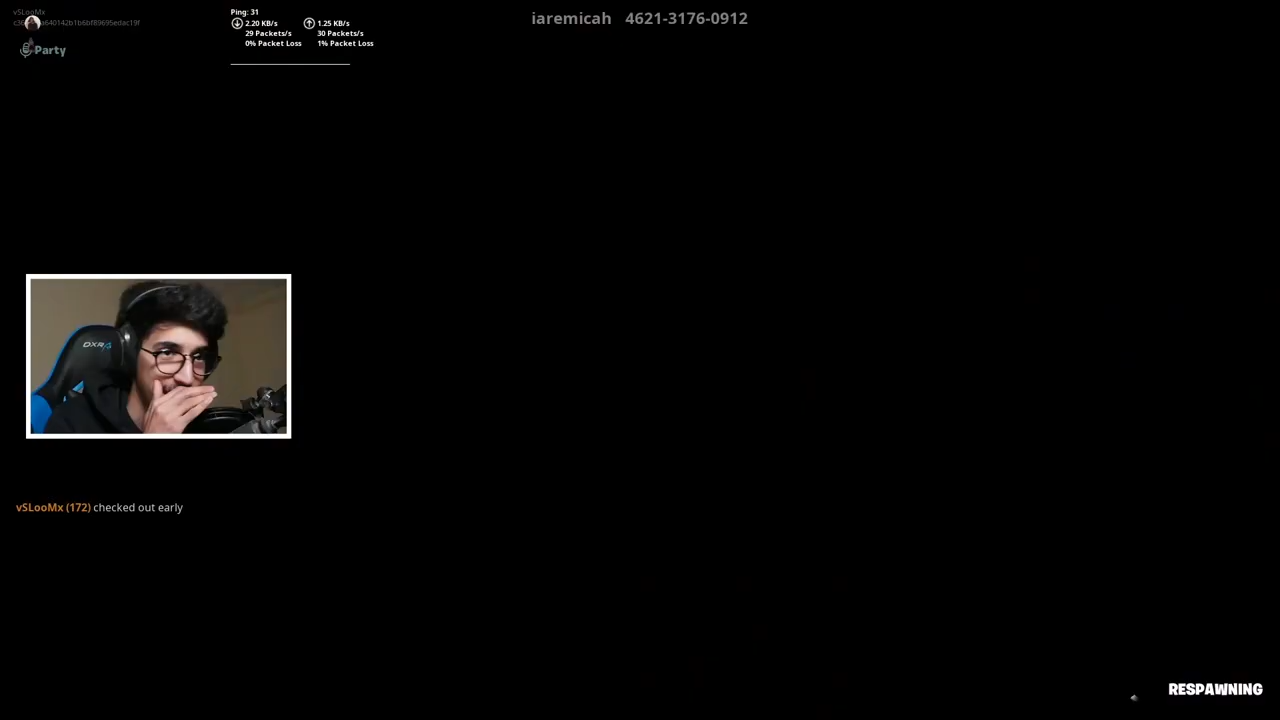 vSLooMx
Ping: 31
2.20 KB/s 1.25 KB/s
29 Packets/s 30 Packets/s
0% Packet Loss 1% Packet Loss
iaremicah 4621-3176-0912
Party
DXRACER
vSLooMx (172) checked out early
RESPAWNING